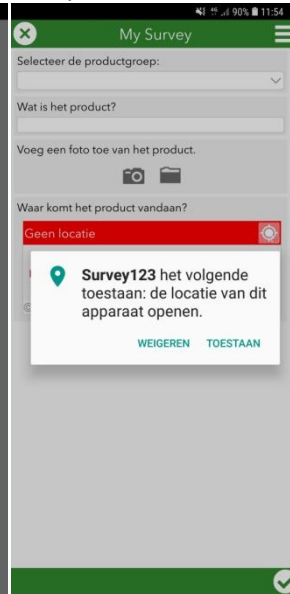 90% 11:54
My Survey
Selecteer de productgroep:
Wat is het product?
Voeg een foto toe van het product.
Waar komt het product vandaan?
Geen locatie
Survey123 het volgende
toestaan: de locatie van dit
apparaat openen.
WEIGEREN TOESTAAN